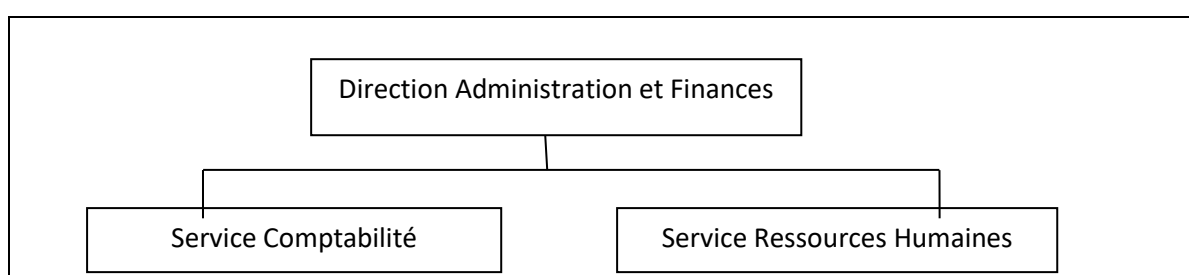 Direction Administration et Finances
Service Comptabilité
Service Ressources Humaines